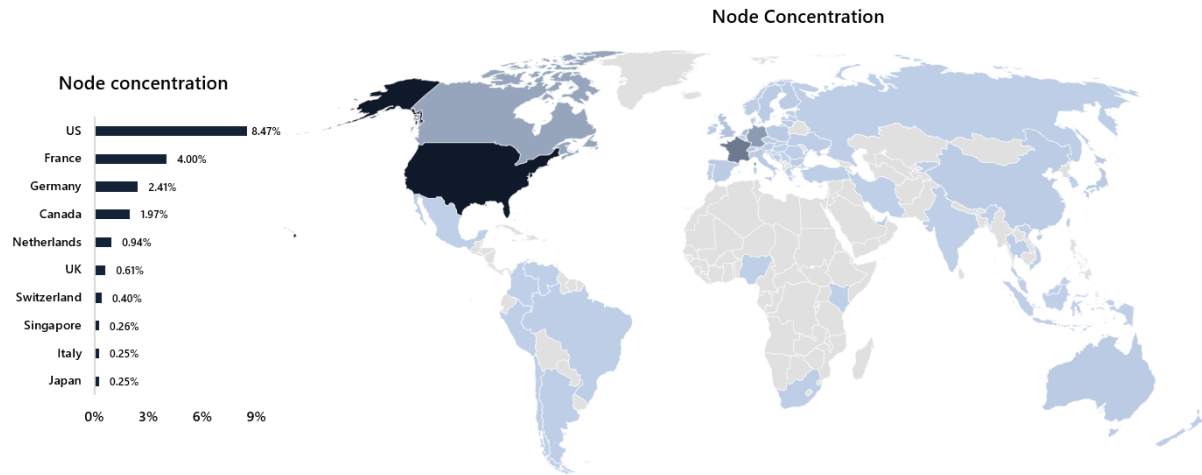 Node Concentration
Node concentration
US 8.47%
France 4.00%
Germany 2.41%
Canada 1.97%
Netherlands 0.94%
UK 0.61%
Switzerland 0.40%
Singapore 0.26%
Italy 0.25%
Japan 0.25%
0% 3% 6% 9%